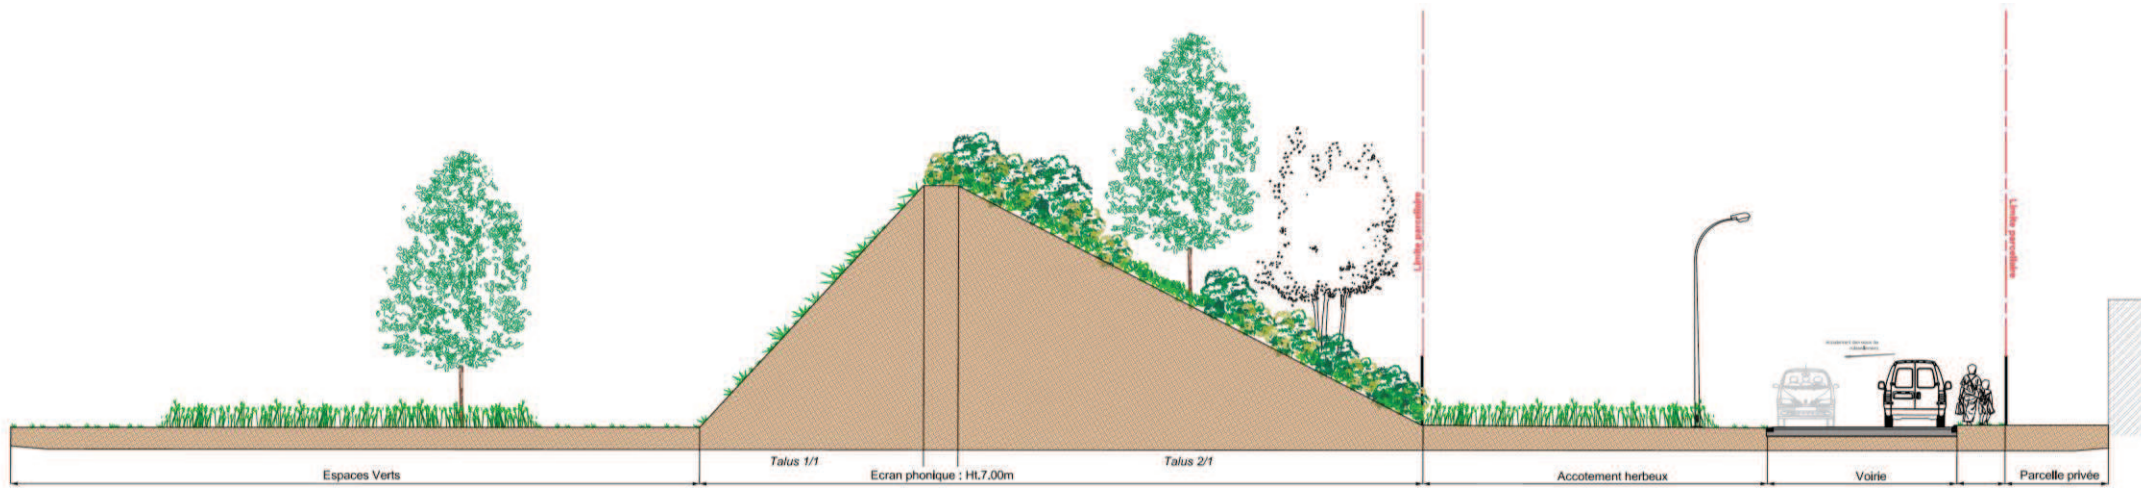 Limite parcellaire
Limite parcellaire
Talus 1/1
Talus 2/1
Espaces Verts
Ecran phonique : Ht.7.00m
Accotement herbeux
Voirie
Parcelle privée